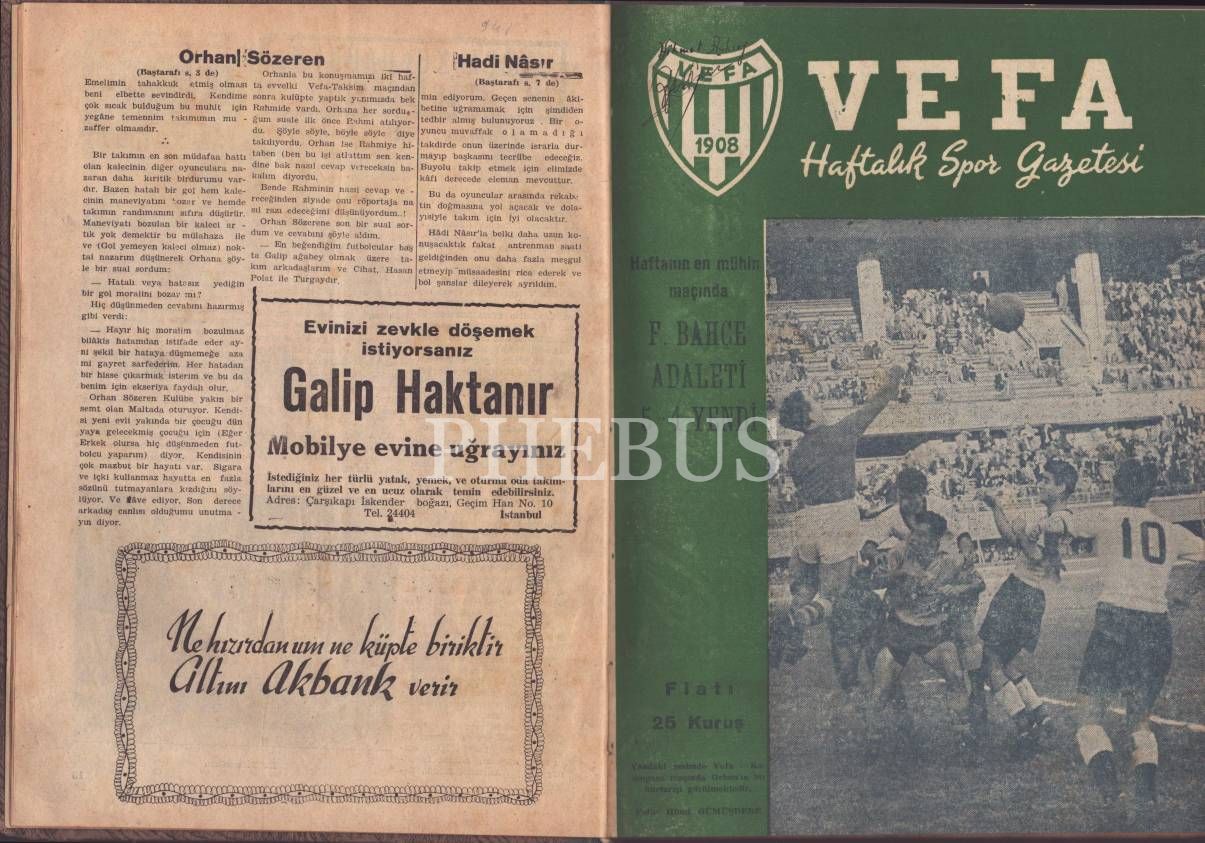 Orhan Sözeren
(Baştarafı s. 3 de)
Emelimin tahakkuk etmiş olması
beni elbette sevindirdi. Kendime
çok sıcak bulduğum bu muhit için
yegâne temennim takımımın mu -
zaffer olmasıdır.
Bir takımın en son müdafaa hattı
olan kalecinin diğer oyunculara na-
zaran daha kıritik birdurumu var-
dır. Bazen hatalı bir gol hem kale-
cinin maneviyatını bozer ve hemde
takımın randımanını sıfıra düşürür.
Maneviyatı bozulan bir kaleci ar -
tık yok demektir bu mülahaza ile
ve (Gol yemeyen kaleci olmaz) nok-
tai nazarını düşünerek Orhana şöy-
le bir sual sordum:
— Hatalı veya hatasız yediğin
bir gol moralini bozar mı?
Hiç düşünmeden cevabını hazırmış
gibi verdi:
— Hayır hiç moralim bozulmaz
bilâkis hatamdan istifade eder ay-
ni şekil bir hataya düşmemeğe aza
mi gayret sarfederim. Her hatadan
bir hisse çıkarmak isterim ve bu da
benim için ekseriya faydalı olur.
Orhan Sözeren Kulübe yakın bir
semt olan Maltada oturuyor. Kendi-
si yeni evli yakında bir çocuğu dün
yaya gelecekmiş çocuğu için (Eğer
Erkek olursa hiç düşünmeden fut-
bolcu yaparım) diyor. Kendisinin
çok mazbut bir hayatı var. Sigara
ve içki kullanmaz hayatta en fazla
sözünü tutmayanlara kızdığını söy-
lüyor. Ve ilâve ediyor. Son derece
arkadaş canlısı olduğumu unutma -
yın diyor.
Orhanla bu konuşmamızı iki haf-
ta evvelki Vefa-Taksim maçından
sonra kulüpte yaptık yanımızda bek
Rahmide vardı. Orhana her sordu-
ğun suale ilk önce Rahmi atılıyor-
du. Şöyle söyle, böyle söyle diye
takılıyordu. Orhan ise Rahmiye hi-
taben (ben bu işi atlattım sen ken-
dine bak nasıl cevap vereceksin ba-
kalım diyordu.
Bende Rahminin nasıl cevap ve -
receğinden ziyade onu röportaja na
sıl razı edeceğimi düşünüyordum..!
Orhan Sözerene son bir sual sor-
dum ve cevabını şöyle aldım.
— En beğendiğim futbolcular baş
ta Galip ağabey olmak üzere ta-
kım arkadaşlarım ve Cihat, Hasan
Polat ile Turgaydır.
Hadi Nâsır
(Baştarafı s. 7 de)
min ediyorum. Geçen senenin âki-
betine uğramamak için şimdiden
tedbir almış bulunuyoruz. Bir o-
yuncu muvaffak olamadığı
takdirde onun üzerinde ısrarla dur-
mayıp başkasını tecrübe edeceğiz.
Buyolu takip etmek için elimizde
kâfi derecede eleman mevcuttur.
Bu da oyuncular arasında rekabe-
tin doğmasına yol açacak ve dola-
yısiyle takım için iyi olacaktır.
Hâdi Nâsır'la belki daha uzun ko-
nuşacaktık fakat antrenman saati
geldiğinden onu daha fazla meşgul
etmeyip müsaadesini rica ederek ve
bol şanslar dileyerek ayrıldım.
Evinizi zevkle döşemek
istiyorsanız
Galip Haktanır
Mobilye evine uğrayınız
İstediğiniz her türlü yatak, yemek, ve oturma oda takım-
larını en güzel ve en ucuz olarak temin edebilirsiniz.
Adres: Çarşıkapı İskender boğazı, Geçim Han No. 10
Tel. 24404 İstanbul
Ne hızırdan um ne küpte biriktir
Altını Akbank verir
VEFA
1908
VEFA
Haftalık Spor Gazetesi
Haftanın en mühim
maçında
F. BAHÇE
ADALETİ
5 - 4 YENDİ
10
Fiatı
25 Kuruş
PHEBUS